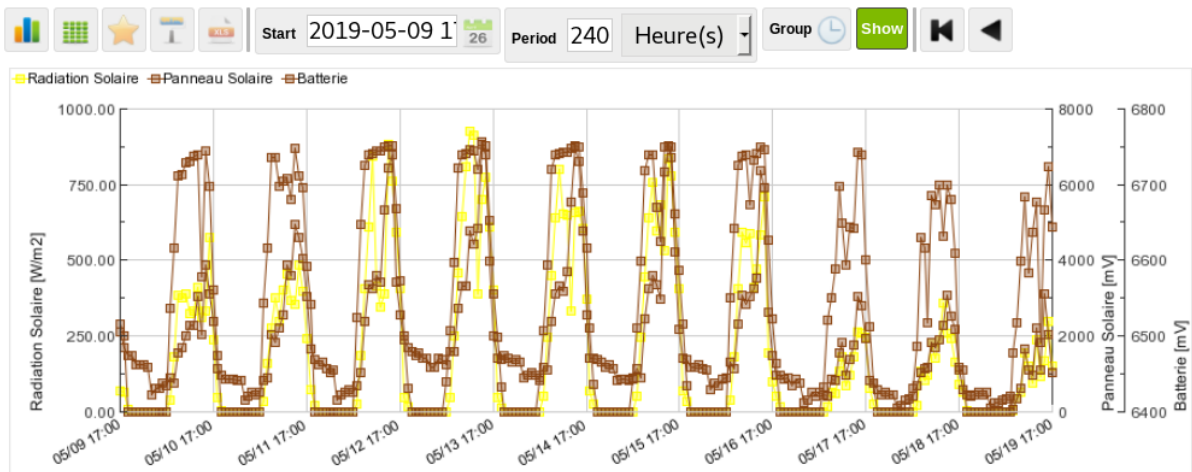 XLS Start 2019-05-09 1 26 Period 240 Heure(s) Group Show
Radiation Solaire Panneau Solaire Batterie
1000.00 8000 6800
750.00 6000 6700
500.00 4000 6600
250.00 2000 6500
0.00 0 6400
Radiation Solaire [W/m2]
Panneau Solaire [mV]
Batterie [mV]
05/09 17:00 05/10 17:00 05/11 17:00 05/12 17:00 05/13 17:00 05/14 17:00 05/15 17:00 05/16 17:00 05/17 17:00 05/18 17:00 05/19 17:00